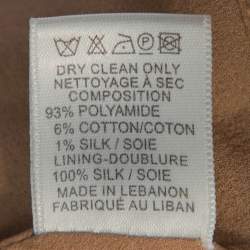 DRY CLEAN ONLY
NETTOYAGE À SEC
COMPOSITION
93% POLYAMIDE
6% COTTON/COTON
1% SILK / SOIE
LINING-DOUBLURE
100% SILK / SOIE
MADE IN LEBANON
FABRIQUÉ AU LIBAN